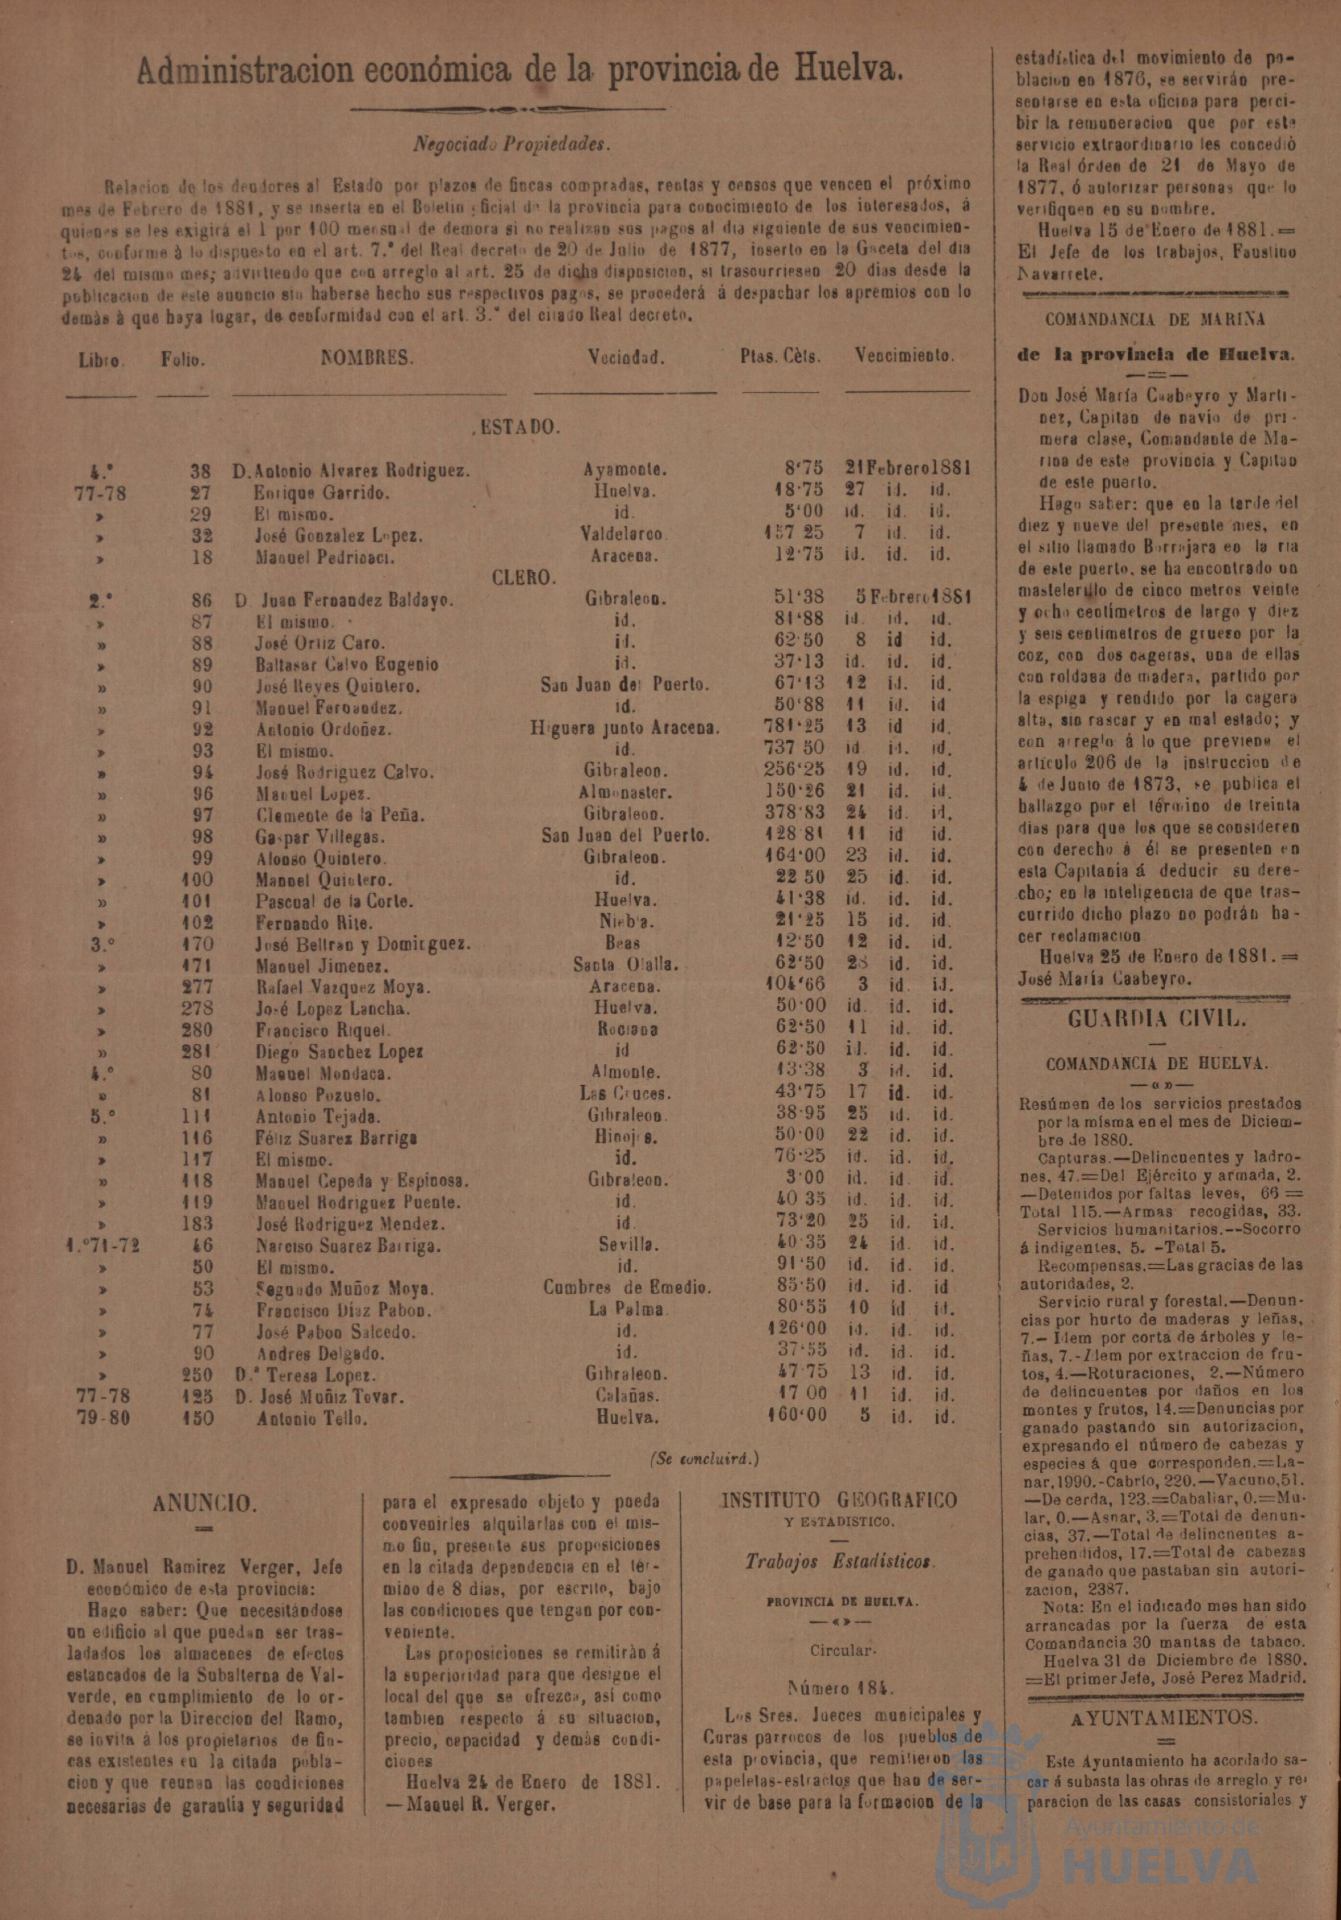 Administracion económica de la provincia de Huelva.
Negociado Propiedades.
Relacion de los deudores al Estado por plazos de fincas compradas, rentas y censos que vencen el próximo
mes de Febrero de 1881, y se inserta en el Boletin oficial de la provincia para conocimiento de los interesados, á
quienes se les exigirá el 1 por 100 mensual de demora si no realizan sus pagos al dia siguiente de sus vencimien-
tos, conforme à lo dispuesto en el art. 7.º del Real decreto de 20 de Julio de 1877, inserto en la Gaceta del dia
24 del mismo mes; advirtiendo que con arreglo al art. 25 de dicha disposicion, si trascurriesen 20 dias desde la
publicacion de este anuncio sin haberse hecho sus respectivos pagos, se procederá á despachar los apremios con lo
demàs à que haya lugar, de conformidad con el art. 3.º del citado Real decreto.
Libro. Folio. NOMBRES. Vecindad. Ptas. Cèts. Vencimiento.
ESTADO.
4.º 38 D. Antonio Alvarez Rodriguez. Ayamonte. 8'75 21 Febrero 1881
77-78 27 Enrique Garrido. Huelva. 18'75 27 id. id.
» 29 El mismo. id. 5'00 id. id. id.
» 32 José Gonzalez Lopez. Valdelarco. 157 25 7 id. id.
» 18 Manuel Pedrioaci. Aracena. 12'75 id. id. id.
CLERO.
2.º 86 D. Juan Fernandez Baldayo. Gibraleon. 51'38 5 Febrero 1881
» 87 El mismo. id. 81'88 id. id. id.
» 88 José Ortiz Caro. id. 62'50 8 id id.
» 89 Baltasar Calvo Eugenio id. 37'13 id. id. id.
» 90 José Reyes Quintero. San Juan del Puerto. 67'13 12 id. id.
» 91 Manuel Fernandez. id. 50'88 11 id. id
» 92 Antonio Ordoñez. Higuera junto Aracena. 781'25 13 id id.
» 93 El mismo. id. 737 50 id. id. id.
» 94 José Rodriguez Calvo. Gibraleon. 256'25 19 id. id.
» 96 Manuel Lopez. Almonaster. 150'26 21 id. id.
» 97 Clemente de la Peña. Gibraleon. 378'83 24 id. id.
» 98 Gaspar Villegas. San Juan del Puerto. 128'81 11 id id.
» 99 Alonso Quintero. Gibraleon. 164'00 23 id. id.
» 100 Manuel Quintero. id. 22 50 25 id. id.
» 101 Pascual de la Corte. Huelva. 41'38 id. id. id.
» 102 Fernando Rite. Niebla. 21'25 15 id. id.
3.º 170 José Beltran y Dominguez. Beas 12'50 12 id. id.
» 171 Manuel Jimenez. Santa Olalla. 62'50 28 id. id.
» 277 Rafael Vazquez Moya. Aracena. 104'66 3 id. id.
» 278 José Lopez Lancha. Huelva. 50'00 id. id. id.
» 280 Francisco Riquel. Rociana 62'50 11 id. id.
» 281 Diego Sanchez Lopez id 62'50 id. id. id.
4.º 80 Manuel Mondaca. Almonte. 13'38 3 id. id.
» 81 Alonso Pozuelo. Las Cruces. 43'75 17 id. id.
5.º 114 Antonio Tejada. Gibraleon. 38'95 25 id. id.
» 116 Féliz Suarez Barriga Hinojos. 50'00 22 id. id.
» 117 El mismo. id. 76'25 id. id. id.
» 118 Manuel Cepeda y Espinosa. Gibraleon. 3'00 id. id. id.
» 119 Manuel Rodriguez Puente. id. 40 35 id. id. id.
» 183 José Rodriguez Mendez. id. 73'20 25 id. id.
1.º 71-72 46 Narciso Suarez Barriga. Sevilla. 40'35 24 id. id.
» 50 El mismo. id. 91'50 id. id. id.
» 53 Segundo Muñoz Moya. Cumbres de Enmedio. 85'50 id. id. id
» 74 Francisco Diaz Pabon. La Palma. 80'55 10 id id.
» 77 José Pabon Salcedo. id. 126'00 id. id. id.
» 90 Andres Delgado. id. 37'55 id. id. id.
» 250 D.ª Teresa Lopez. Gibraleon. 47'75 13 id. id.
77-78 125 D. José Muñiz Tovar. Calañas. 17 00 11 id. id.
79-80 150 Antonio Tello. Huelva. 160'00 5 id. id.
(Se concluird.)
ANUNCIO.
D. Manuel Ramirez Verger, Jefe
económico de esta provincia:
Hago saber: Que necesitándose
un edificio al que puedan ser tras-
ladados los almacenes de efectos
estancados de la Subalterna de Val-
verde, en cumplimiento de lo or-
denado por la Direccion del Ramo,
se invita á los propietarios de fin-
cas existentes en la citada pobla-
cion y que reunan las condiciones
necesarias de garantia y seguridad
para el expresado objeto y pueda
convenirles alquilarlas con el mis-
mo fin, presente sus proposiciones
en la citada dependencia en el tér-
mino de 8 dias, por escrito, bajo
las condiciones que tengan por con-
veniente.
Las proposiciones se remitiràn á
la superioridad para que designe el
local del que se ofrezca, así como
tambien respecto á su situacion,
precio, capacidad y demás condi-
ciones
Huelva 24 de Enero de 1881.
—Manuel R. Verger.
INSTITUTO GEOGRAFICO
Y ESTADISTICO.
Trabajos Estadísticos.
PROVINCIA DE HUELVA.
—«»—
Circular.
Número 184.
Los Sres. Jueces municipales y
Curas parrocos de los pueblos de
esta provincia, que remitieron las
papeletas-estractos que han de ser-
vir de base para la formacion de la
estadística del movimiento de po-
blacion en 1876, se servirán pre-
sentarse en esta oficina para perci-
bir la remuneracion que por este
servicio extraordinario les concedió
la Real órden de 21 de Mayo de
1877, ó autorizar personas que lo
verifiquen en su nombre.
Huelva 15 de Enero de 1881.=
El Jefe de los trabajos, Faustino
Navarrete.
COMANDANCIA DE MARINA
de la provincia de Huelva.
Don José María Caabeyro y Marti-
nez, Capitan de navío de pri-
mera clase, Comandante de Ma-
rina de este provincia y Capitan
de este puerto.
Hago saber: que en la tarde del
diez y nueve del presente mes, en
el sitio llamado Borrajara en la ria
de este puerto, se ha encontrado un
mastelerillo de cinco metros veinte
y ocho centímetros de largo y diez
y seis centimetros de grueso por la
coz, con dos cageras, una de ellas
con roldana de madera, partido por
la espiga y rendido por la cagera
alta, sin rascar y en mal estado; y
con arreglo á lo que previene el
articulo 206 de la instruccion de
4 de Junio de 1873, se publica el
hallazgo por el término de treinta
dias para que los que se consideren
con derecho á él se presenten en
esta Capitania á deducir su dere-
cho; en la inteligencia de que tras-
currido dicho plazo no podrán ha-
cer reclamacion
Huelva 25 de Enero de 1881.=
José María Caabeyro.
GUARDIA CIVIL.
COMANDANCIA DE HUELVA.
—«»—
Resúmen de los servicios prestados
por la misma en el mes de Diciem-
bre de 1880.
Capturas.—Delincuentes y ladro-
nes, 47.=Del Ejército y armada, 2.
—Detenidos por faltas leves, 66=
Total 115.—Armas recogidas, 33.
Servicios humanitarios.--Socorro
á indigentes, 5. -Total 5.
Recompensas.=Las gracias de las
autoridades, 2.
Servicio rural y forestal.—Denun-
cias por hurto de maderas y leñas,
7.- Idem por corta de árboles y le-
ñas, 7.-Idem por extraccion de fru-
tos, 4.—Roturaciones, 2.—Número
de delincuentes por daños en los
montes y frutos, 14.=Denuncias por
ganado pastando sin autorizacion,
expresando el número de cabezas y
especies á que corresponden.=La-
nar, 1990.-Cabrío, 220.—Vacuno, 51.
—De cerda, 123.=Cabaliar, 0.=Mu-
lar, 0.—Asnar, 3.=Total de denun-
cias, 37.—Total de delincnentes a-
prehendidos, 17.=Total de cabezas
de ganado que pastaban sin autori-
zacion, 2387.
Nota: En el indicado mes han sido
arrancadas por la fuerza de esta
Comandancia 30 mantas de tabaco.
Huelva 31 de Diciembre de 1880.
=El primer Jefe, José Perez Madrid.
AYUNTAMIENTOS.
Este Ayuntamiento ha acordado sa-
car á subasta las obras de arreglo y re-
paracion de las casas consistoriales y
Ayuntamiento de
HUELVA